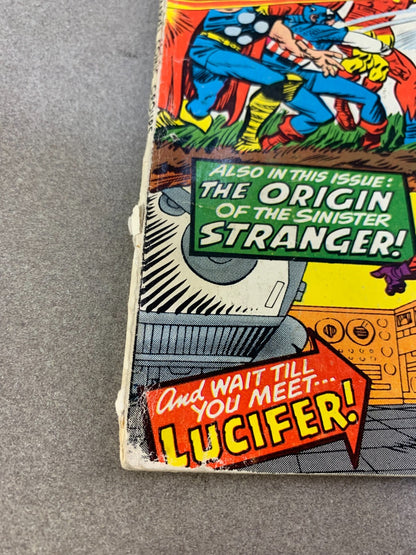 ALSO IN THIS ISSUE:
THE ORIGIN
OF THE SINISTER
STRANGER!
And WAIT TILL
YOU MEET...
LUCIFER!